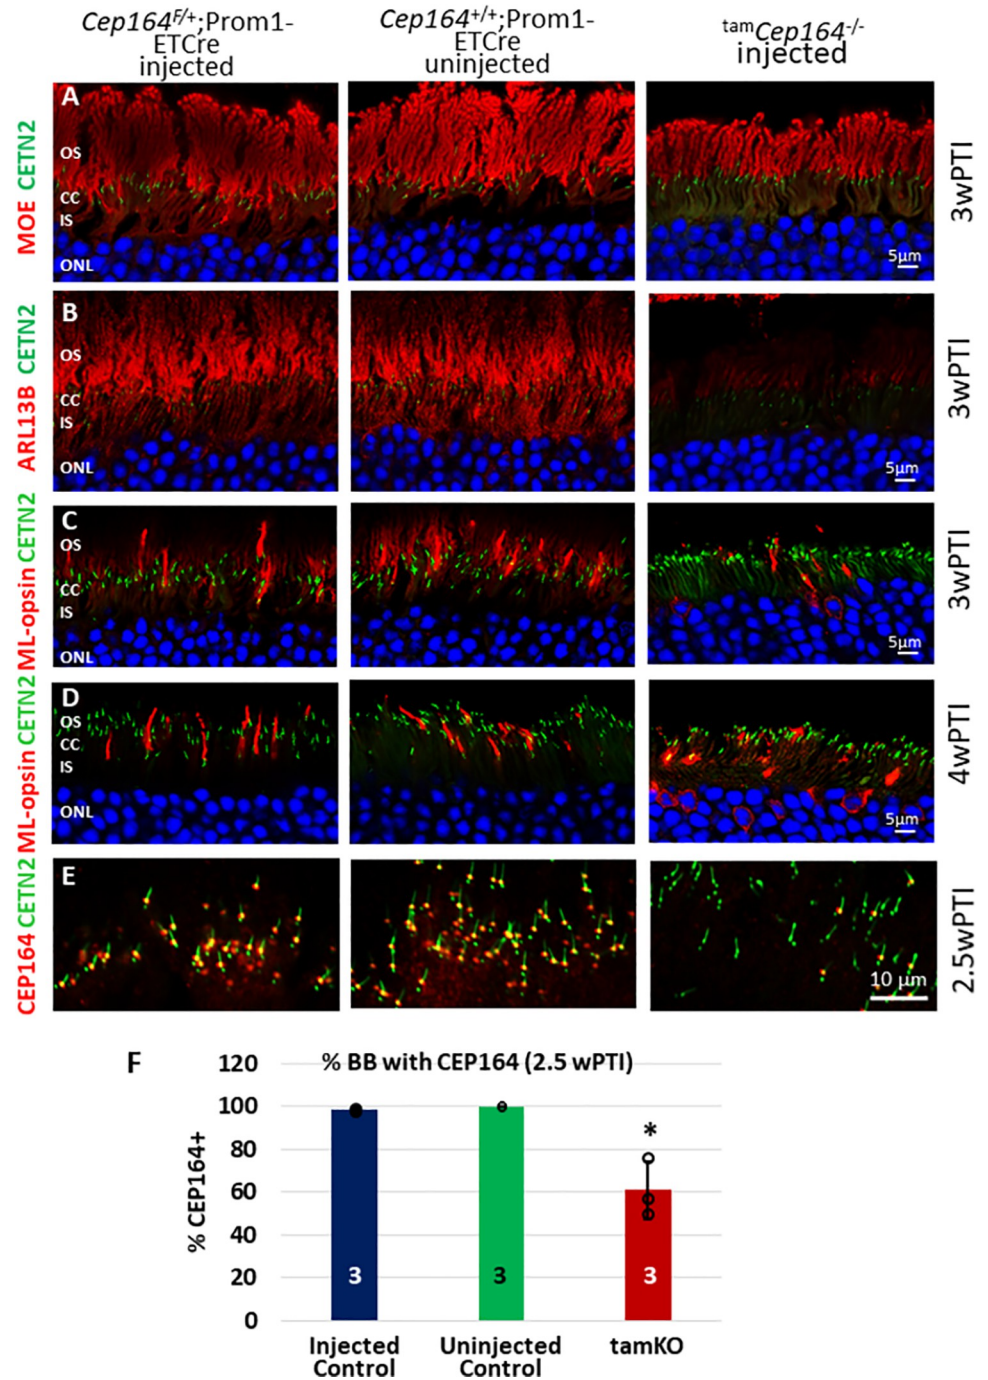 Cep164F/+;Prom1-
ETCre
injected
Cep164+/+;Prom1-
ETCre
uninjected
tamCep164-/-
injected
MOE CETN2
A
OS
CC
IS
ONL
5µm
3wPTI
ARL13B CETN2
B
OS
CC
IS
ONL
5µm
3wPTI
ML-opsin CETN2
C
OS
CC
IS
ONL
5µm
3wPTI
ML-opsin CETN2
D
OS
CC
IS
ONL
5µm
4wPTI
CEP164 CETN2
E
10 µm
2.5wPTI
F
% BB with CEP164 (2.5 wPTI)
% CEP164+
120
100
80
60
40
20
0
*
3
3
3
Injected
Control
Uninjected
Control
tamKO